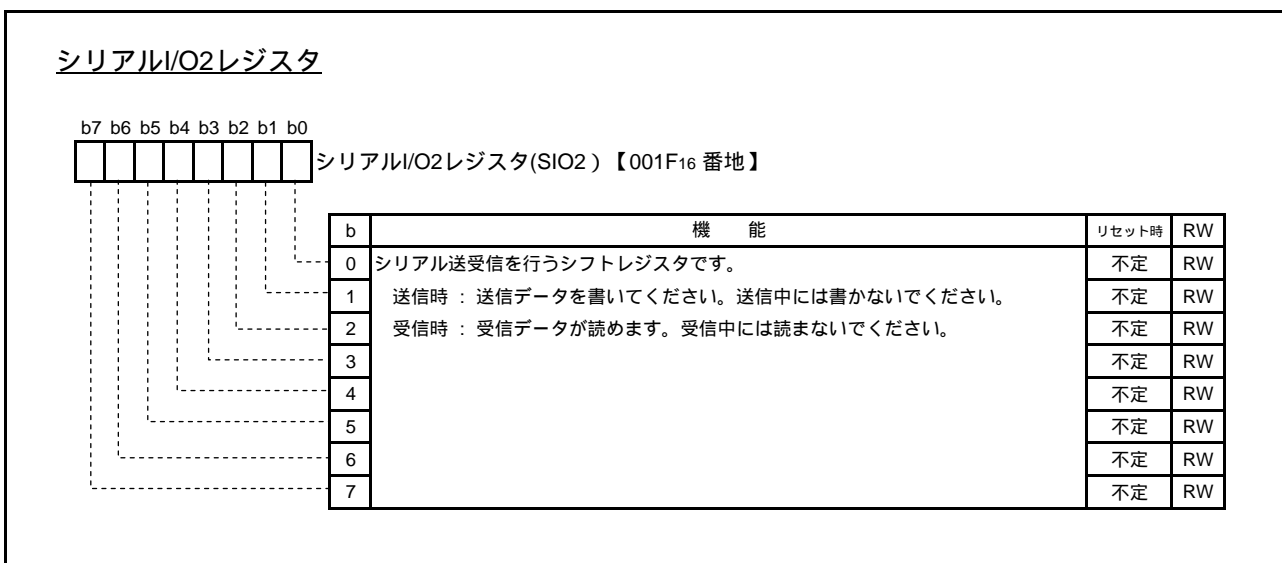 シリアルI/O2レジスタ
b7 b6 b5 b4 b3 b2 b1 b0
シリアルI/O2レジスタ(SIO2）【001F16 番地】
b 機 能 リセット時 RW
0 シリアル送受信を行うシフトレジスタです。 不定 RW
1 送信時 : 送信データを書いてください。送信中には書かないでください。 不定 RW
2 受信時 : 受信データが読めます。受信中には読まないでください。 不定 RW
3 不定 RW
4 不定 RW
5 不定 RW
6 不定 RW
7 不定 RW